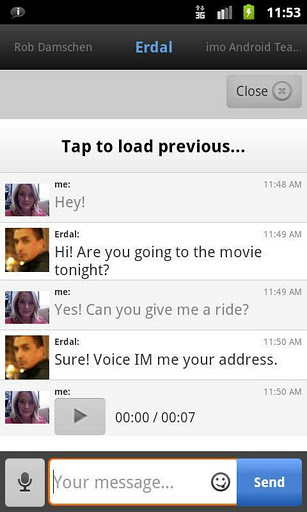 3G
11:53
Rob Damschen
Erdal
imo Android Tea...
Close
Tap to load previous...
me:
11:48 AM
Hey!
Erdal:
11:49 AM
Hi! Are you going to the movie
tonight?
me:
11:49 AM
Yes! Can you give me a ride?
Erdal:
11:50 AM
Sure! Voice IM me your address.
me:
11:50 AM
00:00 / 00:07
Your message...
Send